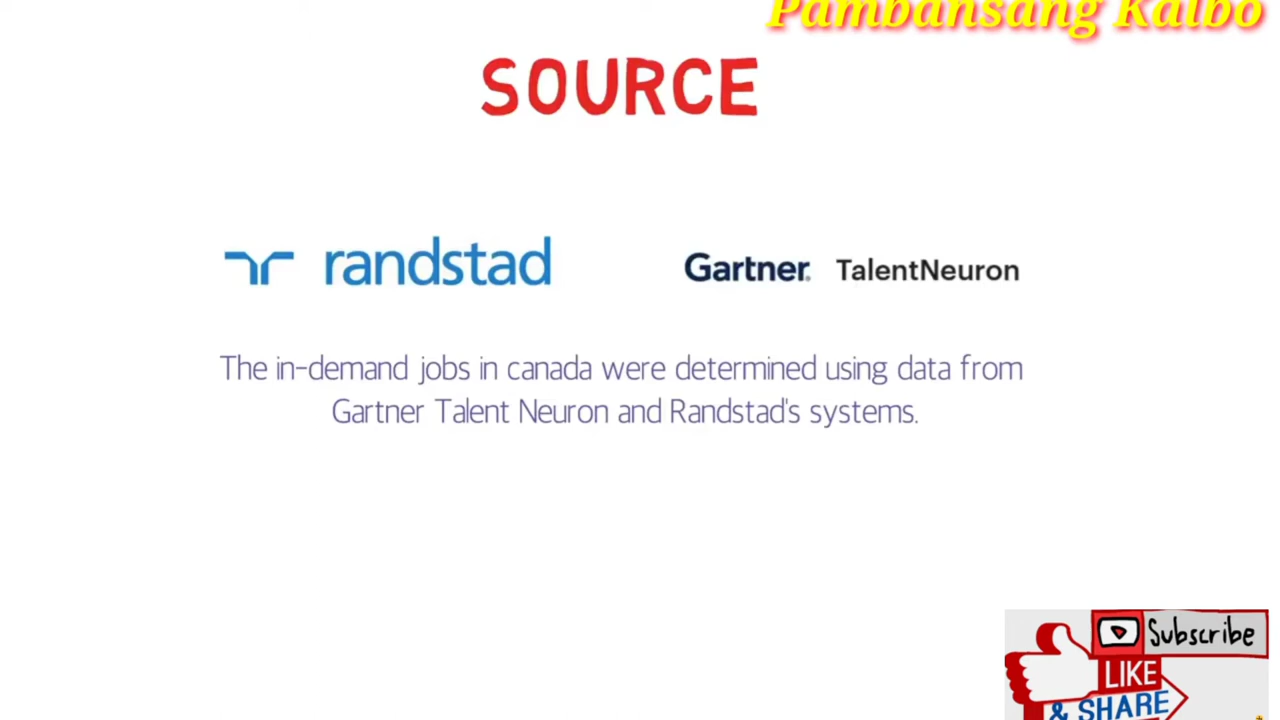 Pambansang Kalbo
SOURCE
randstad
Gartner® TalentNeuron
The in-demand jobs in canada were determined using data from
Gartner Talent Neuron and Randstad's systems.
Subscribe
LIKE
& SHARE